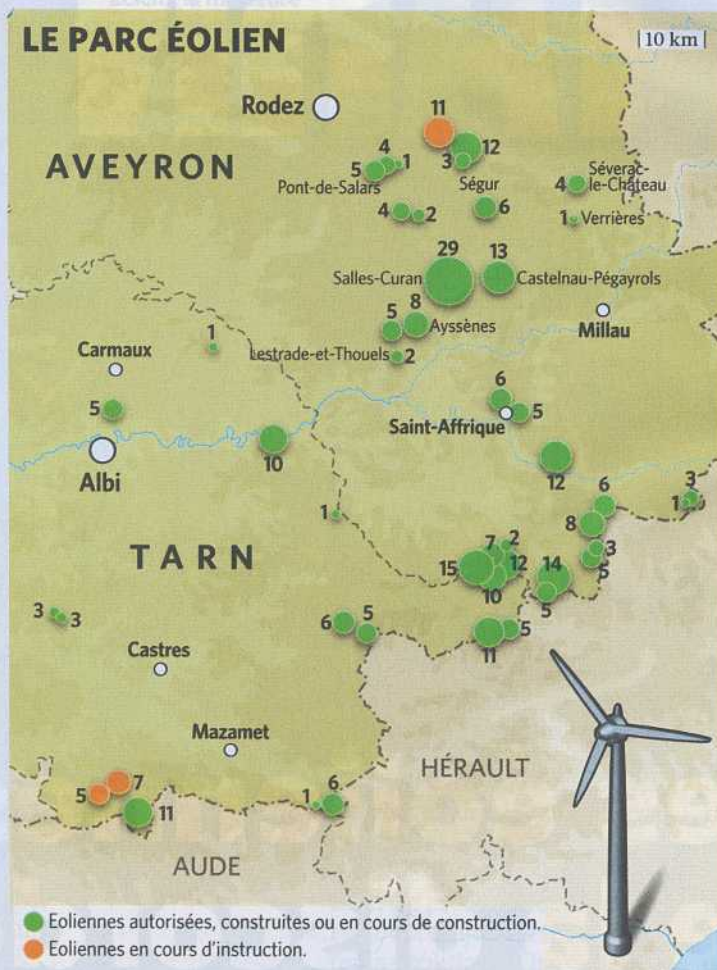 LE PARC ÉOLIEN
10 km
Rodez
11
AVEYRON
12
4
1
3
5
Pont-de-Salars
Ségur
4
Séverac-
le-Château
4
2
6
1
Verrières
29
13
Salles-Curan
Castelnau-Pégayrols
8
5
Ayssènes
Millau
1
Lestrade-et-Thouels
2
Carmaux
6
5
5
Saint-Affrique
10
Albi
12
6
3
1
1
8
TARN
2
7
3
15
12
14
5
10
5
3
3
6
5
5
11
Castres
Mazamet
HÉRAULT
7
5
11
1
6
AUDE
Eoliennes autorisées, construites ou en cours de construction.
Eoliennes en cours d'instruction.